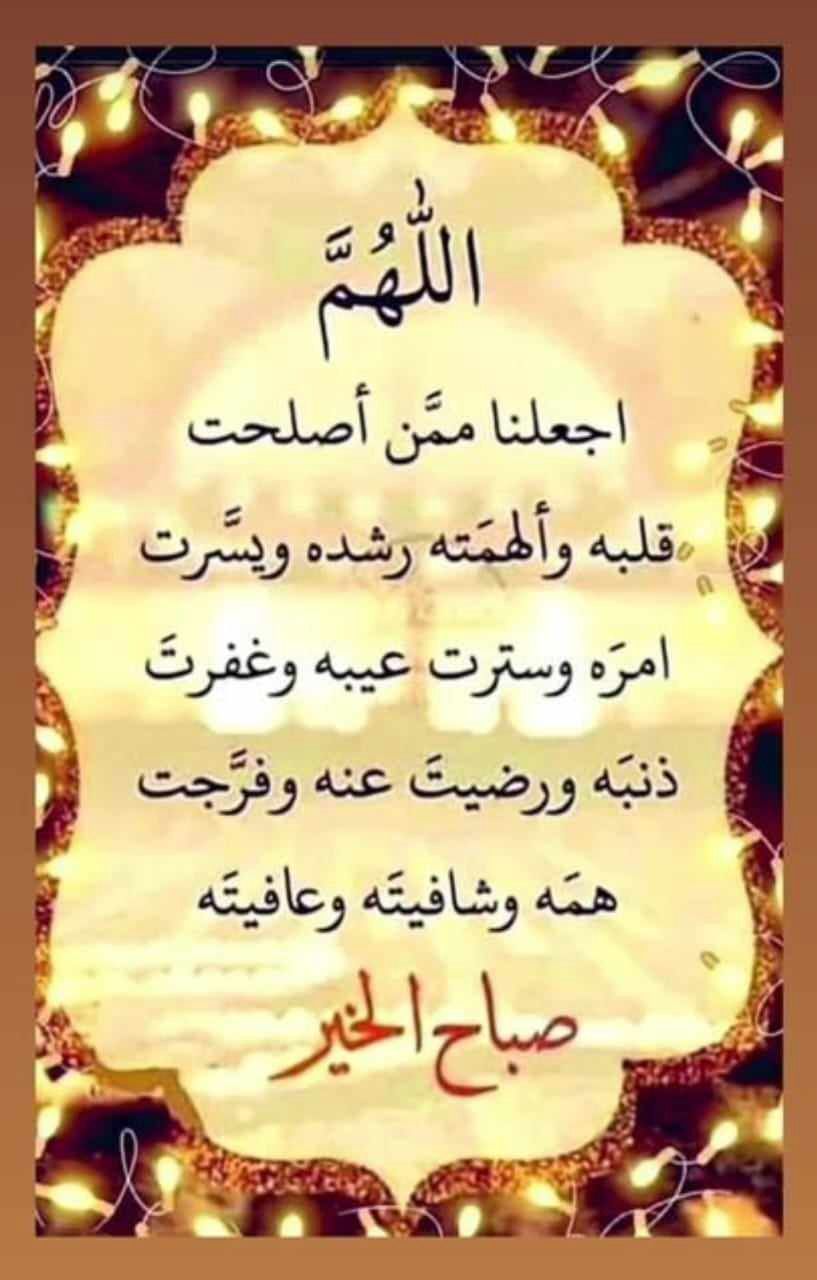 اللّٰهُمَّ
اجعلنا ممَّن أصلحت
قلبه وألهمَته رشده ويسَّرت
امرَه وسترت عيبه وغفرتَ
ذنبَه ورضيتَ عنه وفرَّجت
همَه وشافيتَه وعافيتَه
صباح الخير